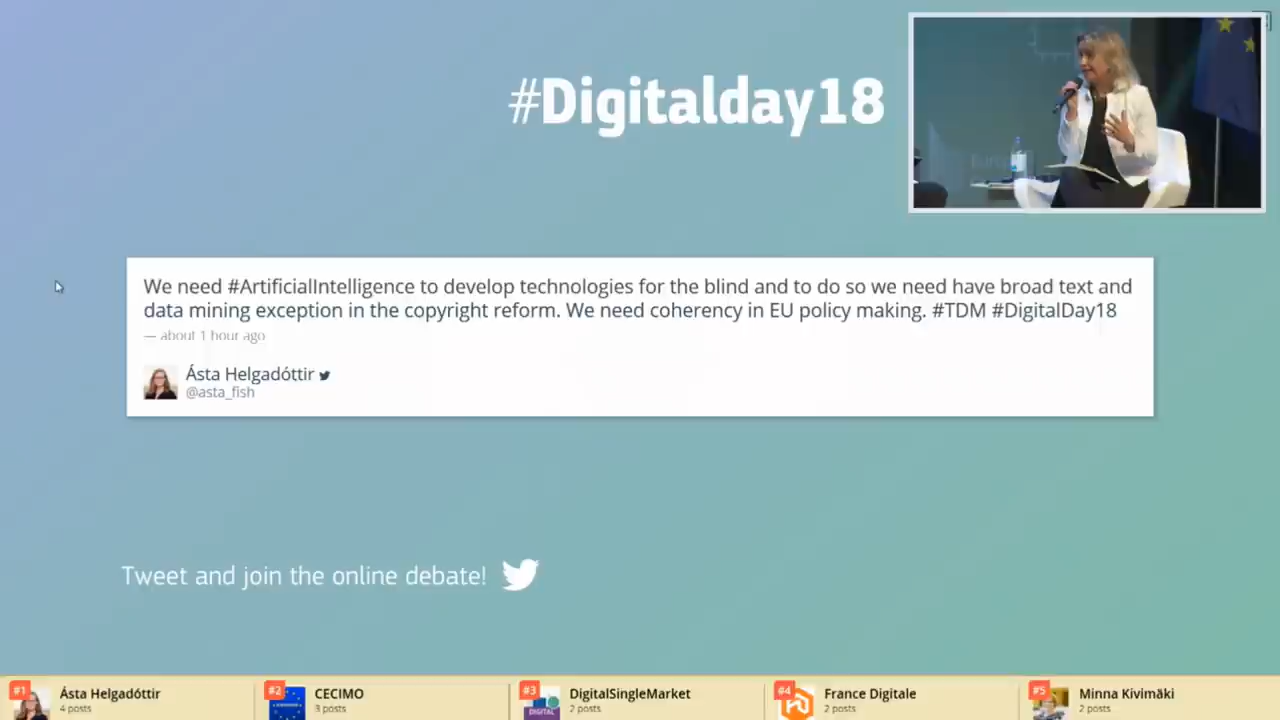 #Digitalday18
We need #ArtificialIntelligence to develop technologies for the blind and to do so we need have broad text and
data mining exception in the copyright reform. We need coherency in EU policy making. #TDM #DigitalDay18
— about 1 hour ago
Ásta Helgadóttir
@asta_fish
Tweet and join the online debate!
#1 Ásta Helgadóttir
4 posts
#2 CECIMO
3 posts
#3 DigitalSingleMarket
DIGITAL 2 posts
#4 France Digitale
2 posts
#5 Minna Kivimäki
2 posts